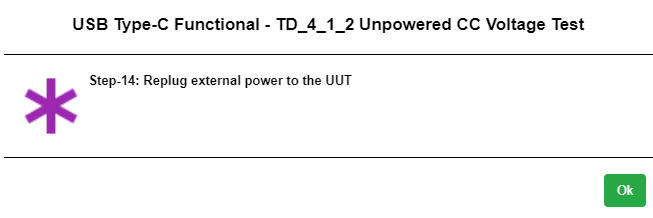 USB Type-C Functional - TD_4_1_2 Unpowered CC Voltage Test
Step-14: Replug external power to the UUT
Ok